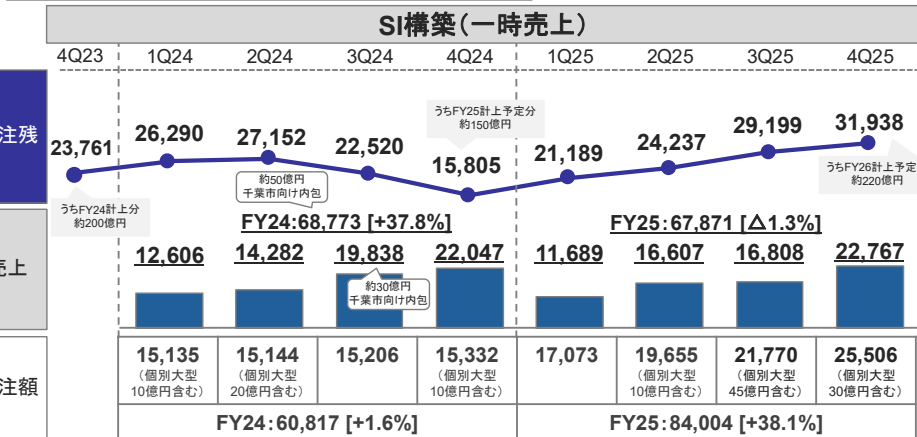 SI構築(一時売上)
4Q23 1Q24 2Q24 3Q24 4Q24 1Q25 2Q25 3Q25 4Q25
注残
23,761 26,290 27,152 22,520 15,805 21,189 24,237 29,199 31,938
うちFY24計上分
約200億円
約50億円
千葉市向け内包
うちFY25計上予定分
約150億円
うちFY26計上予定
約220億円
FY24:68,773 [+37.8%] FY25:67,871 [△1.3%]
売上
12,606 14,282 19,838 22,047 11,689 16,607 16,808 22,767
約30億円
千葉市向け内包
注額
15,135 15,144 15,206 15,332 17,073 19,655 21,770 25,506
(個別大型 (個別大型 (個別大型 (個別大型 (個別大型 (個別大型
10億円含む) 20億円含む) 10億円含む) 10億円含む) 45億円含む) 30億円含む)
FY24:60,817 [+1.6%] FY25:84,004 [+38.1%]